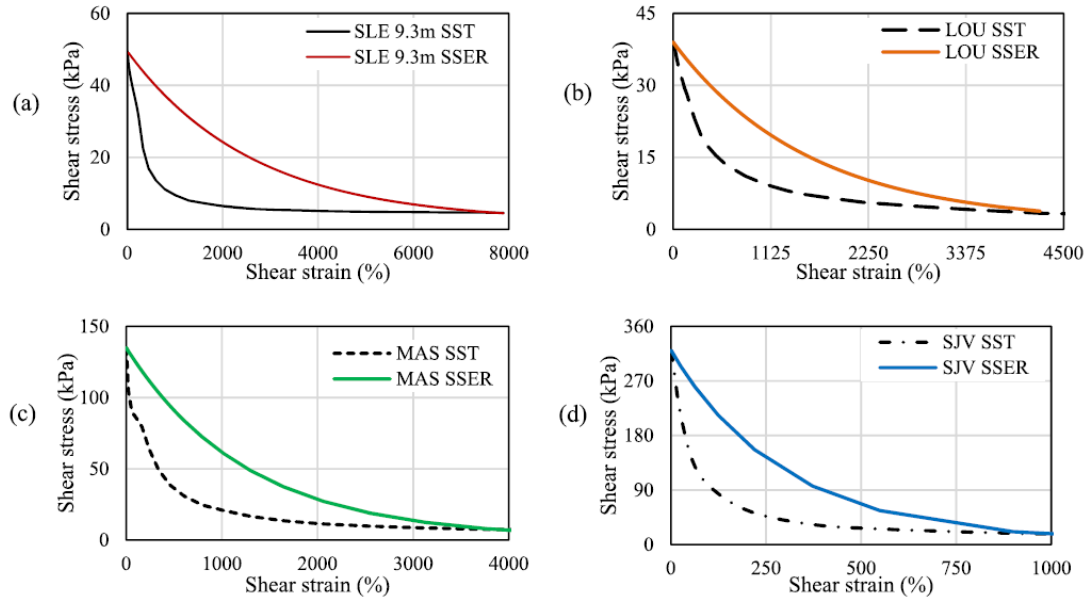 (a)
Shear stress (kPa)
60
40
20
0
SLE 9.3m SST
SLE 9.3m SSER
0 2000 4000 6000 8000
Shear strain (%)
(b)
Shear stress (kPa)
45
30
15
0
LOU SST
LOU SSER
0 1125 2250 3375 4500
Shear strain (%)
(c)
Shear stress (kPa)
150
100
50
0
MAS SST
MAS SSER
0 1000 2000 3000 4000
Shear strain (%)
(d)
Shear stress (kPa)
360
270
180
90
0
SJV SST
SJV SSER
0 250 500 750 1000
Shear strain (%)